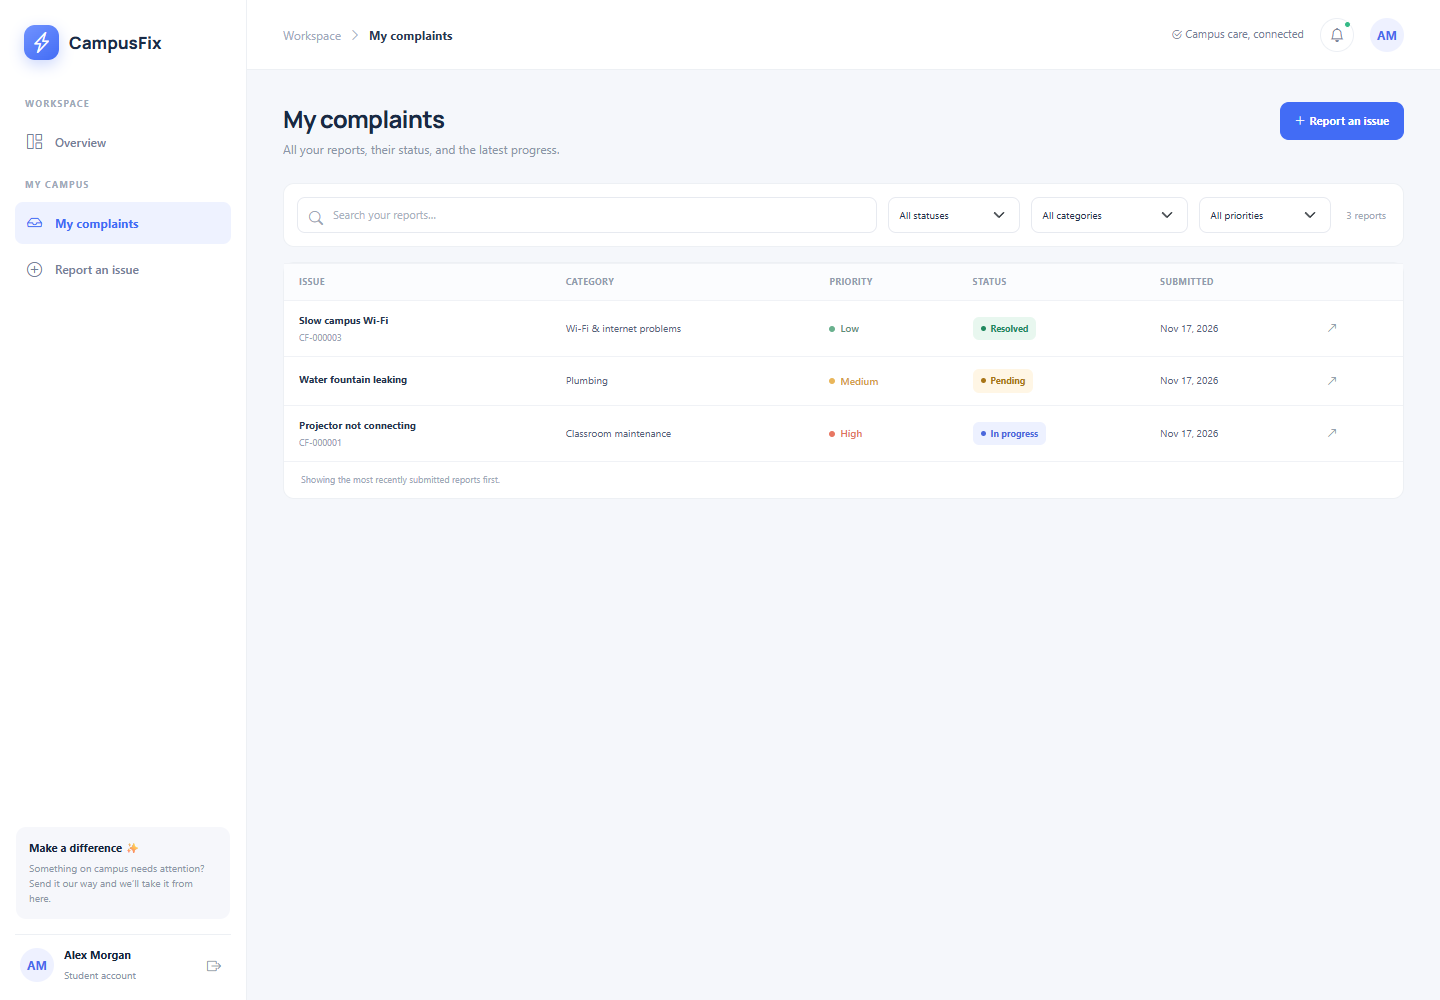 CampusFix
WORKSPACE
Overview
MY CAMPUS
My complaints
Report an issue
Make a difference ✨
Something on campus needs attention?
Send it our way and we'll take it from
here.
AM
Alex Morgan
Student account
Workspace > My complaints
Campus care, connected
AM
My complaints
All your reports, their status, and the latest progress.
+ Report an issue
Search your reports...
All statuses
All categories
All priorities
3 reports
ISSUE CATEGORY PRIORITY STATUS SUBMITTED
Slow campus Wi-Fi
CF-000003
Wi-Fi & internet problems
Low
Resolved
Nov 17, 2026
Water fountain leaking
Plumbing
Medium
Pending
Nov 17, 2026
Projector not connecting
CF-000001
Classroom maintenance
High
In progress
Nov 17, 2026
Showing the most recently submitted reports first.